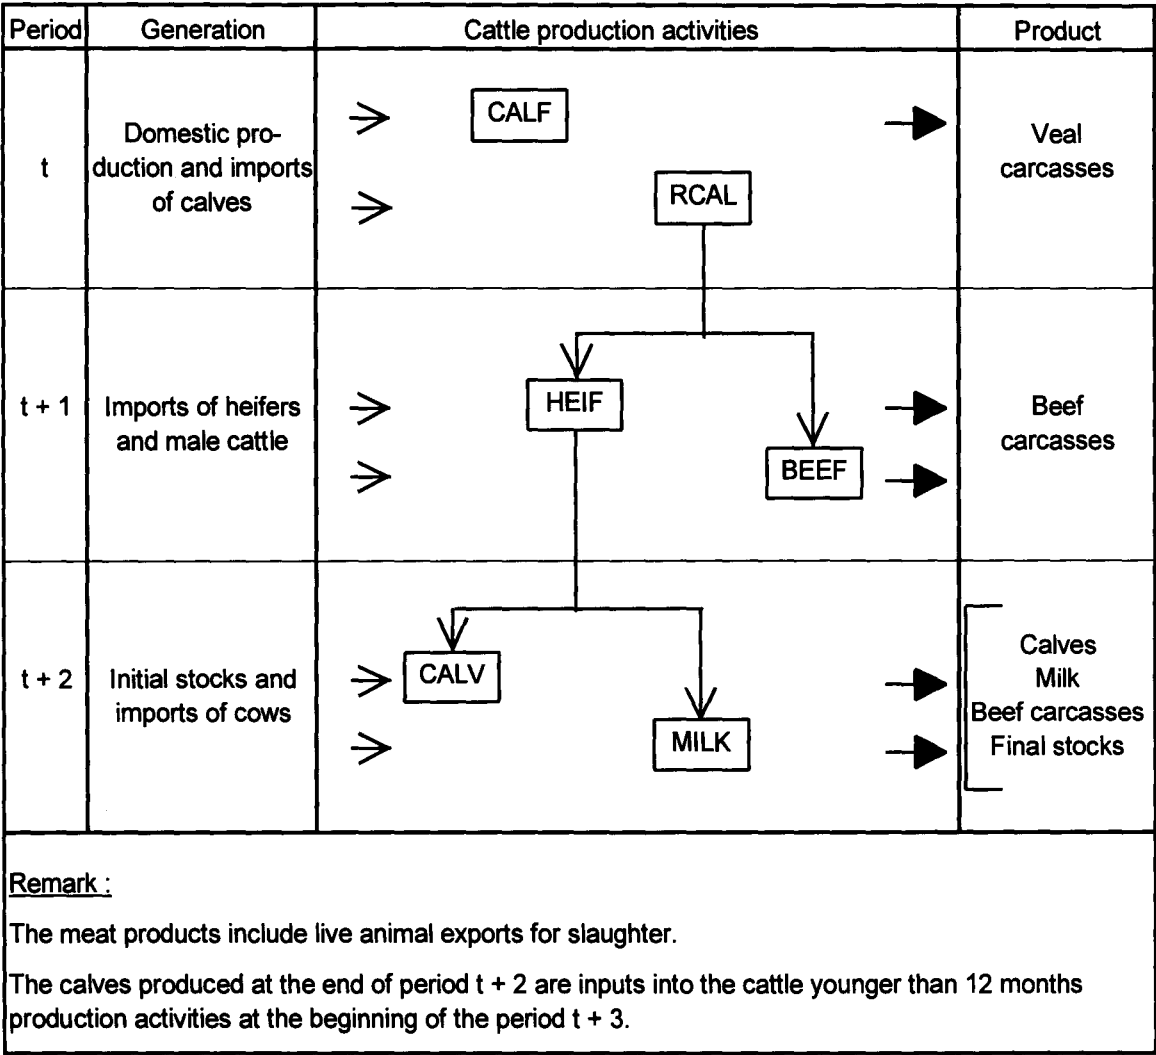 Period Generation Cattle production activities Product
CALF
Domestic pro-
Veal
t
duction and imports
carcasses
of calves
RCAL
HEIF
t + 1 Imports of heifers
Beef
and male cattle
carcasses
BEEF
Calves
CALV
t + 2 Initial stocks and
Milk
imports of cows
Beef carcasses
MILK
Final stocks
Remark :
The meat products include live animal exports for slaughter.
The calves produced at the end of period t + 2 are inputs into the cattle younger than 12 months
production activities at the beginning of the period t + 3.